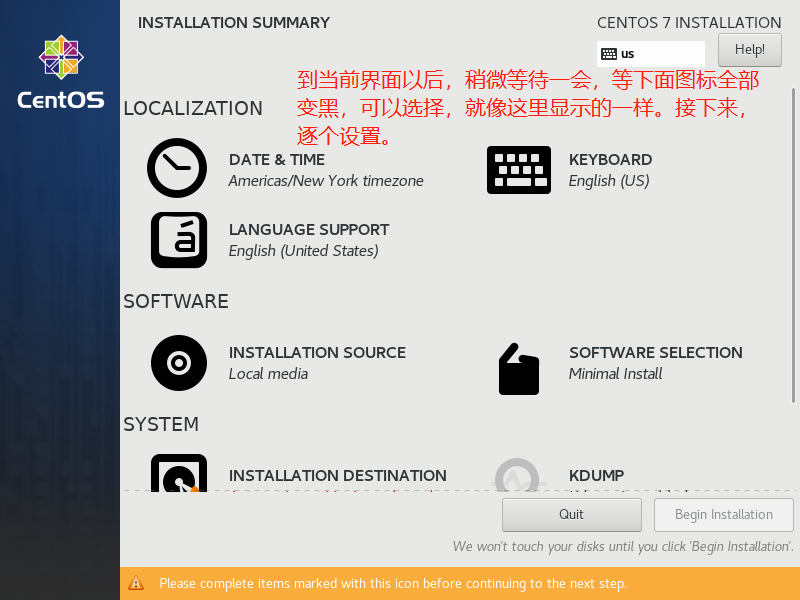 INSTALLATION SUMMARY
CENTOS 7 INSTALLATION
us
Help!
CentOS
到当前界面以后，稍微等待一会，等下面图标全部
变黑，可以选择，就像这里显示的一样。接下来，
逐个设置。
LOCALIZATION
DATE & TIME
Americas/New York timezone
KEYBOARD
English (US)
á
LANGUAGE SUPPORT
English (United States)
SOFTWARE
INSTALLATION SOURCE
Local media
SOFTWARE SELECTION
Minimal Install
SYSTEM
INSTALLATION DESTINATION
KDUMP
Quit
Begin Installation
We won't touch your disks until you click 'Begin Installation'.
Please complete items marked with this icon before continuing to the next step.